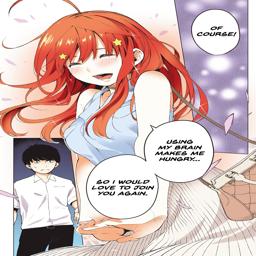 OF
COURSE!
USING
MY BRAIN
MAKES ME
HUNGRY...
SO I WOULD
LOVE TO JOIN
YOU AGAIN.